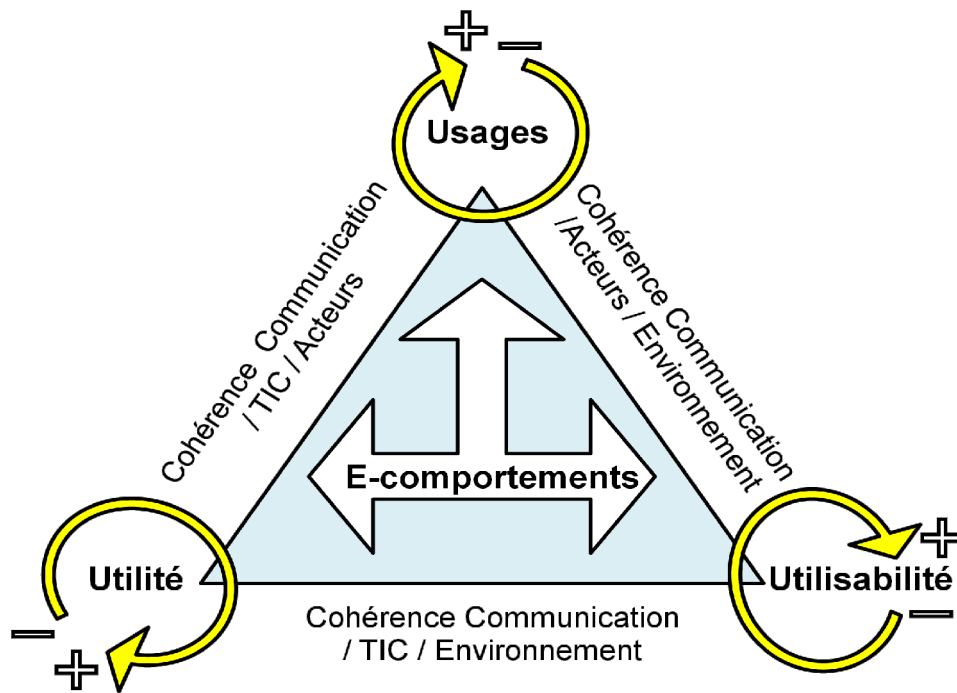 + –
Usages
Cohérence Communication
/ TIC / Acteurs
Cohérence Communication
/Acteurs / Environnement
E-comportements
Utilité
– +
+
Utilisabilité
–
Cohérence Communication
/ TIC / Environnement